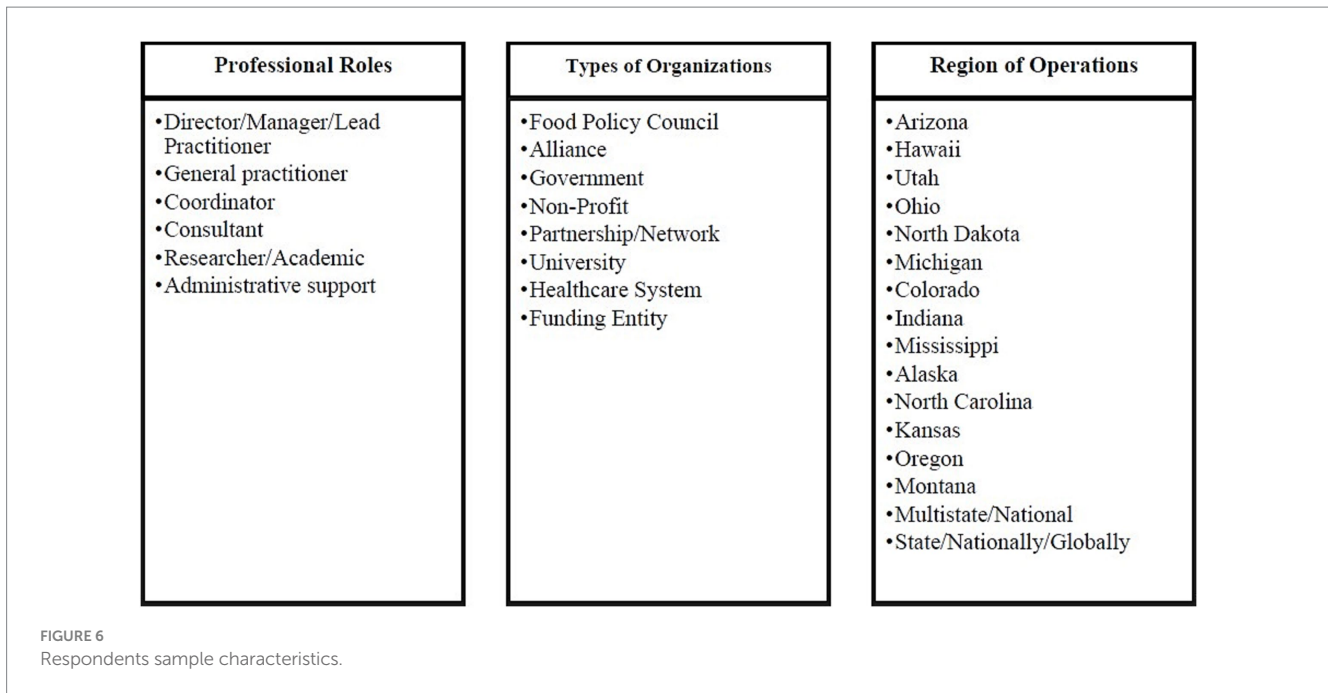 Professional Roles
•Director/Manager/Lead
Practitioner
•General practitioner
•Coordinator
•Consultant
•Researcher/Academic
•Administrative support
Types of Organizations
•Food Policy Council
•Alliance
•Government
•Non-Profit
•Partnership/Network
•University
•Healthcare System
•Funding Entity
Region of Operations
•Arizona
•Hawaii
•Utah
•Ohio
•North Dakota
•Michigan
•Colorado
•Indiana
•Mississippi
•Alaska
•North Carolina
•Kansas
•Oregon
•Montana
•Multistate/National
•State/Nationally/Globally
FIGURE 6
Respondents sample characteristics.